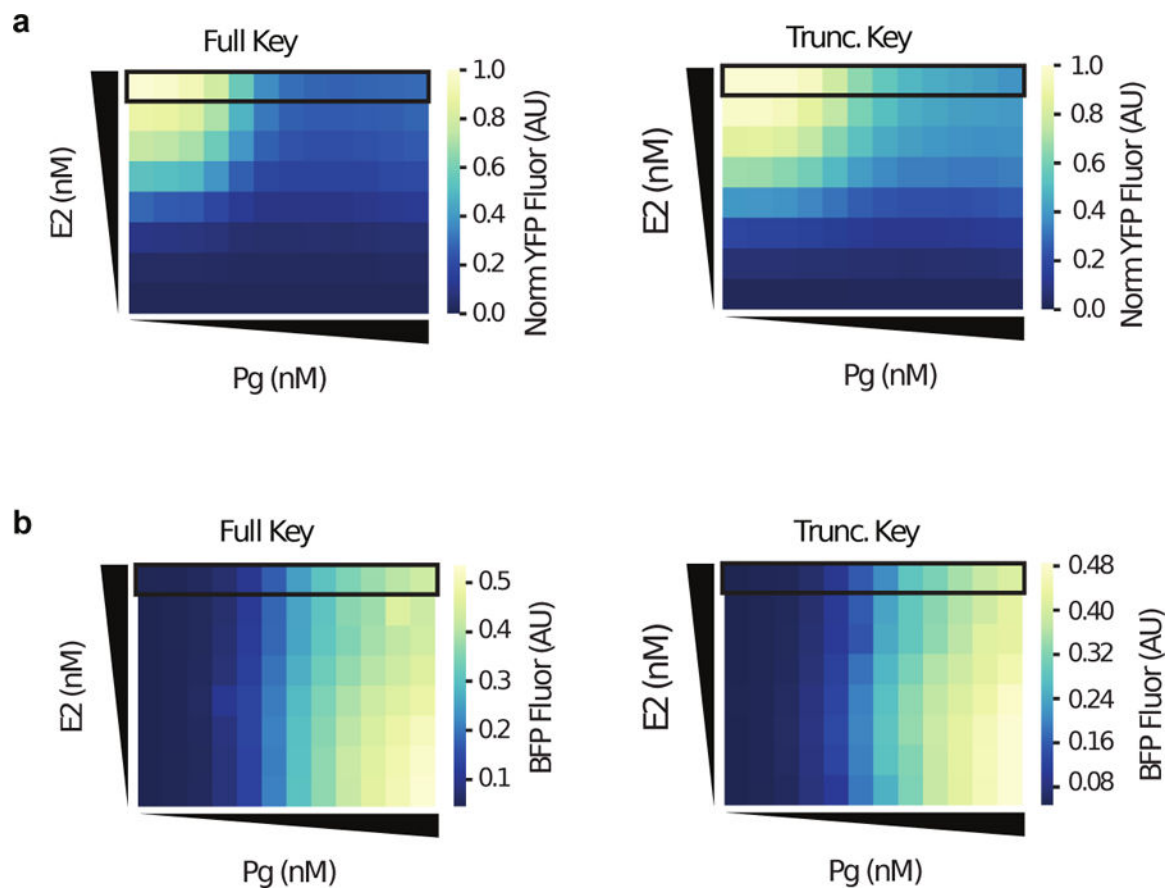 a
Full Key
Trunc. Key
E2 (nM)
1.0
0.8
0.6
0.4
0.2
0.0
Norm YFP Fluor (AU)
Pg (nM)
E2 (nM)
1.0
0.8
0.6
0.4
0.2
0.0
Norm YFP Fluor (AU)
Pg (nM)
b
Full Key
Trunc. Key
E2 (nM)
0.5
0.4
0.3
0.2
0.1
BFP Fluor (AU)
Pg (nM)
E2 (nM)
0.48
0.40
0.32
0.24
0.16
0.08
BFP Fluor (AU)
Pg (nM)